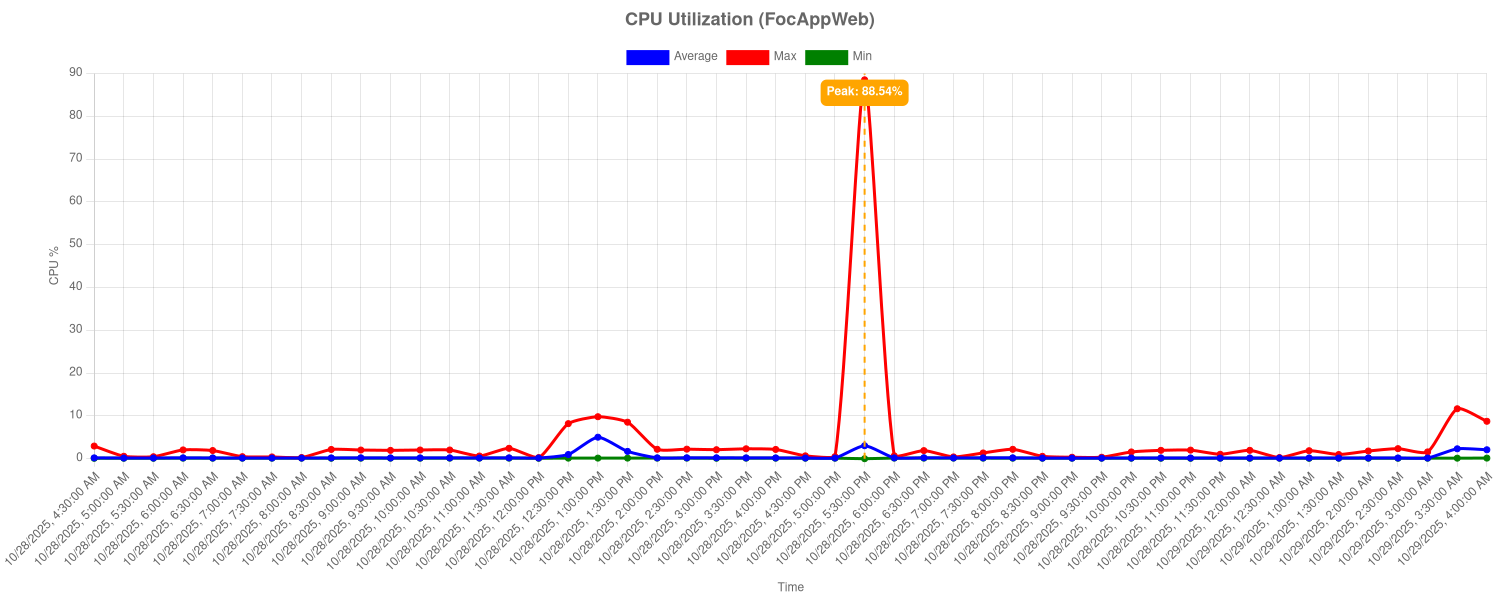 CPU Utilization (FocAppWeb)
Average Max Min
90
Peak: 88.54%
80
70
60
50
40
30
20
10
0
CPU %
10/28/2025, 4:30:00 AM
10/28/2025, 5:00:00 AM
10/28/2025, 5:30:00 AM
10/28/2025, 6:00:00 AM
10/28/2025, 6:30:00 AM
10/28/2025, 7:00:00 AM
10/28/2025, 7:30:00 AM
10/28/2025, 8:00:00 AM
10/28/2025, 8:30:00 AM
10/28/2025, 9:00:00 AM
10/28/2025, 9:30:00 AM
10/28/2025, 10:00:00 AM
10/28/2025, 10:30:00 AM
10/28/2025, 11:00:00 AM
10/28/2025, 11:30:00 AM
10/28/2025, 12:00:00 PM
10/28/2025, 12:30:00 PM
10/28/2025, 1:00:00 PM
10/28/2025, 1:30:00 PM
10/28/2025, 2:00:00 PM
10/28/2025, 2:30:00 PM
10/28/2025, 3:00:00 PM
10/28/2025, 3:30:00 PM
10/28/2025, 4:00:00 PM
10/28/2025, 4:30:00 PM
10/28/2025, 5:00:00 PM
10/28/2025, 5:30:00 PM
10/28/2025, 6:00:00 PM
10/28/2025, 6:30:00 PM
10/28/2025, 7:00:00 PM
10/28/2025, 7:30:00 PM
10/28/2025, 8:00:00 PM
10/28/2025, 8:30:00 PM
10/28/2025, 9:00:00 PM
10/28/2025, 9:30:00 PM
10/28/2025, 10:00:00 PM
10/28/2025, 10:30:00 PM
10/28/2025, 11:00:00 PM
10/28/2025, 11:30:00 PM
10/29/2025, 12:00:00 AM
10/29/2025, 12:30:00 AM
10/29/2025, 1:00:00 AM
10/29/2025, 1:30:00 AM
10/29/2025, 2:00:00 AM
10/29/2025, 2:30:00 AM
10/29/2025, 3:00:00 AM
10/29/2025, 3:30:00 AM
10/29/2025, 4:00:00 AM
Time